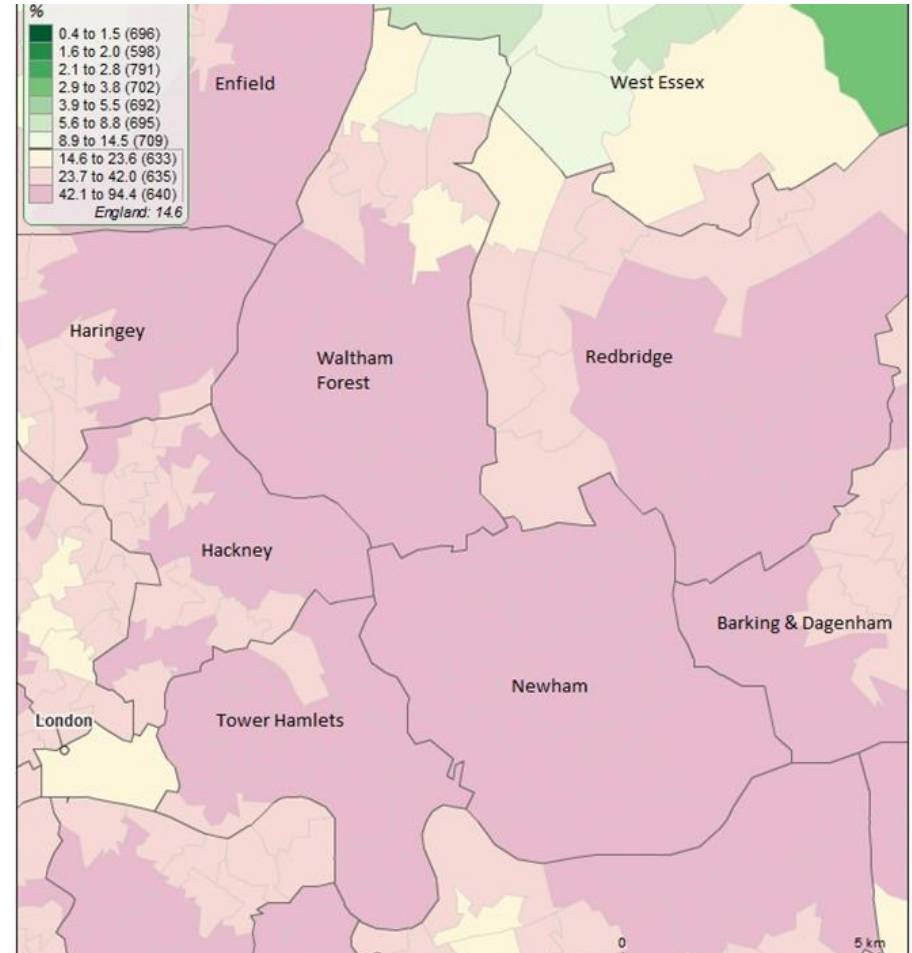 %
0.4 to 1.5 (696)
1.6 to 2.0 (598)
2.1 to 2.8 (791)
2.9 to 3.8 (702)
3.9 to 5.5 (692)
5.6 to 8.8 (695)
8.9 to 14.5 (709)
14.6 to 23.6 (633)
23.7 to 42.0 (635)
42.1 to 94.4 (640)
England: 14.6
Enfield
West Essex
Haringey
Waltham
Forest
Redbridge
Hackney
Barking & Dagenham
Newham
London
Tower Hamlets
0
5 km